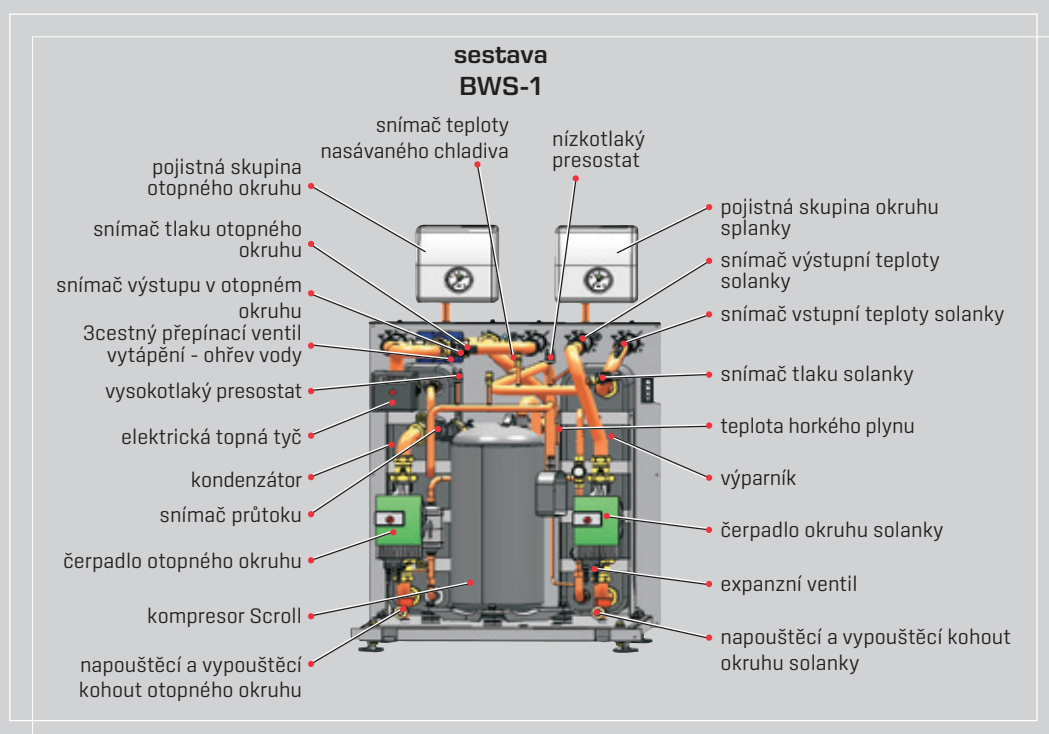 sestava
BWS-1
snímač teploty
nasávaného chladiva
nízkotlaký
presostat
pojistná skupina
otopného okruhu
snímač tlaku otopného
okruhu
snímač výstupu v otopném
okruhu
3cestný přepínací ventil
vytápění - ohřev vody
vysokotlaký presostat
elektrická topná tyč
kondenzátor
snímač průtoku
čerpadlo otopného okruhu
kompresor Scroll
napouštěcí a vypouštěcí
kohout otopného okruhu
pojistná skupina okruhu
splanky
snímač výstupní teploty
solanky
snímač vstupní teploty solanky
snímač tlaku solanky
teplota horkého plynu
výparník
čerpadlo okruhu solanky
expanzní ventil
napouštěcí a vypouštěcí kohout
okruhu solanky